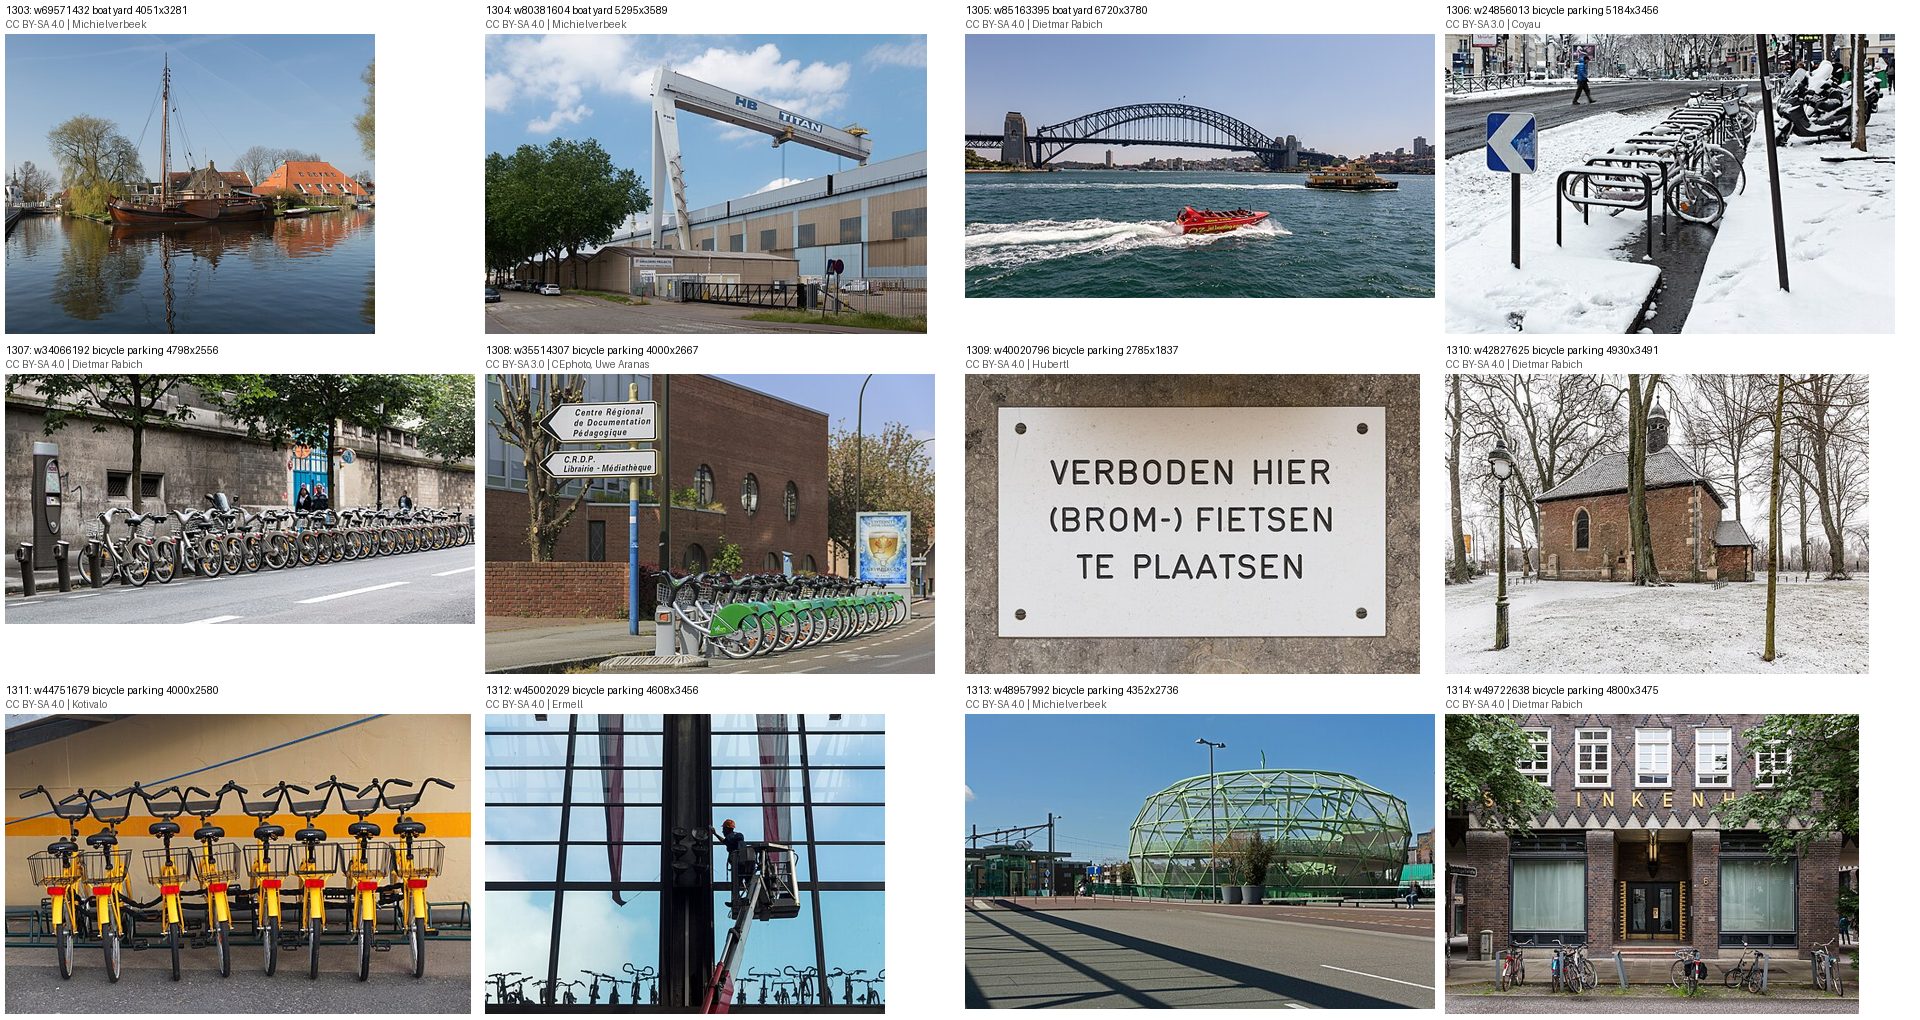 1303: w69571432 boat yard 4051x3281
CC BY-SA 4.0 | Michielverbeek
1304: w80381604 boat yard 5295x3589
CC BY-SA 4.0 | Michielverbeek
HB
TITAN
1305: w85163395 boat yard 6720x3780
CC BY-SA 4.0 | Dietmar Rabich
1306: w24856013 bicycle parking 5184x3456
CC BY-SA 3.0 | Coyau
1307: w34066192 bicycle parking 4798x2556
CC BY-SA 4.0 | Dietmar Rabich
1308: w35514307 bicycle parking 4000x2667
CC BY-SA 3.0 | CEphoto, Uwe Aranas
Centre Régional
de Documentation
Pédagogique
C.R.D.P.
Librairie - Médiathèque
1309: w40020796 bicycle parking 2785x1837
CC BY-SA 4.0 | Hubertl
VERBODEN HIER
(BROM-) FIETSEN
TE PLAATSEN
1310: w42827625 bicycle parking 4930x3491
CC BY-SA 4.0 | Dietmar Rabich
1311: w44751679 bicycle parking 4000x2580
CC BY-SA 4.0 | Kotivalo
1312: w45002029 bicycle parking 4608x3456
CC BY-SA 4.0 | Ermell
1313: w48957992 bicycle parking 4352x2736
CC BY-SA 4.0 | Michielverbeek
1314: w49722638 bicycle parking 4800x3475
CC BY-SA 4.0 | Dietmar Rabich
INKENH